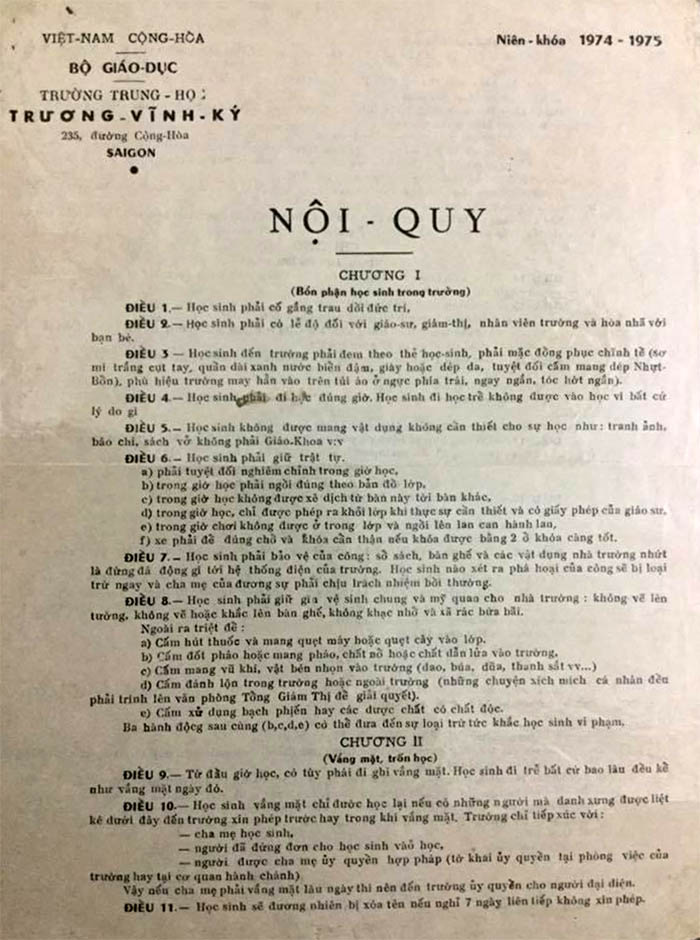 VIỆT-NAM CỘNG-HÒA
BỘ GIÁO-DỤC
TRƯỜNG TRUNG-HỌ
TRƯƠNG-VĨNH-KÝ
235, đường Cộng-Hòa
SAIGON
Niên-khóa 1974-1975
NỘI-QUY
CHƯƠNG I
(Bổn phận học sinh trong trường)
ĐIỀU 1.— Học sinh phải cố gắng trau dồi đức trí,
ĐIỀU 2.— Học sinh phải có lễ độ đối với giáo-sư, giám-thị, nhân viên trường và hòa nhã với
bạn bè.
ĐIỀU 3 — Học sinh đến trường phải đem theo thẻ học-sinh, phải mặc đồng phục chỉnh tề (sơ
mi trắng cụt tay, quần dài xanh nước biển đậm, giày hoặc dép da, tuyệt đối cấm mang dép Nhựt-
Bổn), phù hiệu trường may hẳn vào trên túi áo ở ngực phía trái, ngay ngắn, tóc hớt ngắn).
ĐIỀU 4.— Học sinh phải đi học đúng giờ. Học sinh đi học trễ không được vào học vì bất cứ
lý do gì
ĐIỀU 5.— Học sinh không được mang vật dụng không cần thiết cho sự học như : tranh ảnh,
báo chí, sách vở không phải Giáo-Khoa v.v
ĐIỀU 6.— Học sinh phải giữ trật tự.
a) phải tuyệt đối nghiêm chỉnh trong giờ học,
b) trong giờ học phải ngồi đúng theo bản đồ lớp,
c) trong giờ học không được xê dịch từ bàn này tới bàn khác,
d) trong giờ học, chỉ được phép ra khỏi lớp khi thực sự cần thiết và có giấy phép của giáo sư,
e) trong giờ chơi không được ở trong lớp và ngồi lên lan can hành lan,
f) xe phải để đúng chỗ và khóa cẩn thận nếu khóa được bằng 2 ổ khóa càng tốt.
ĐIỀU 7.— Học sinh phải bảo vệ của công : sổ sách, bàn ghế và các vật dụng nhà trường nhứt
là đừng đá động gì tới hệ thống điện của trường. Học sinh nào xét ra phá hoại của công sẽ bị loại
trừ ngay và cha mẹ của đương sự phải chịu trách nhiệm bồi thường.
ĐIỀU 8.— Học sinh phải giữ gìn vệ sinh chung và mỹ quan cho nhà trường : không vẽ lên
tường, không vẽ hoặc khắc lên bàn ghế, không khạc nhổ và xã rác bừa bãi.
Ngoài ra triệt để :
a) Cấm hút thuốc và mang quẹt máy hoặc quẹt cây vào lớp.
b) Cấm đốt pháo hoặc mang pháo, chất nổ hoặc chất dẫn lửa vào trường,
c) Cấm mang vũ khí, vật bén nhọn vào trường (dao, búa, dũa, thanh sắt vv...)
d) Cấm đánh lộn trong trường hoặc ngoài trường (những chuyện xích mích cá nhân đều
phải trình lên văn phòng Tổng Giám Thị để giải quyết).
e) Cấm xử dụng bạch phiến hay các dược chất có chất độc.
Ba hành động sau cùng (b,c,d,e) có thể đưa đến sự loại trừ tức khắc học sinh vi phạm.
CHƯƠNG II
(Vắng mặt, trốn học)
ĐIỀU 9.— Từ đầu giờ học, có tùy phái đi ghi vắng mặt. Học sinh đi trễ bất cứ bao lâu đều kể
như vắng mặt ngày đó.
ĐIỀU 10.— Học sinh vắng mặt chỉ được học lại nếu có những người mà danh xưng được liệt
kê dưới đây đến trường xin phép trước hay trong khi vắng mặt. Trường chỉ tiếp xúc với :
— cha mẹ học sinh,
— người đã đứng đơn cho học sinh vào học,
— người được cha mẹ ủy quyền hợp pháp (tờ khai ủy quyền tại phòng việc của
trường hay tại cơ quan hành chánh)
Vậy nếu cha mẹ phải vắng mặt lâu ngày thì nên đến trường ủy quyền cho người đại diện.
ĐIỀU 11.— Học sinh sẽ đương nhiên bị xóa tên nếu nghỉ 7 ngày liên tiếp không xin phép.